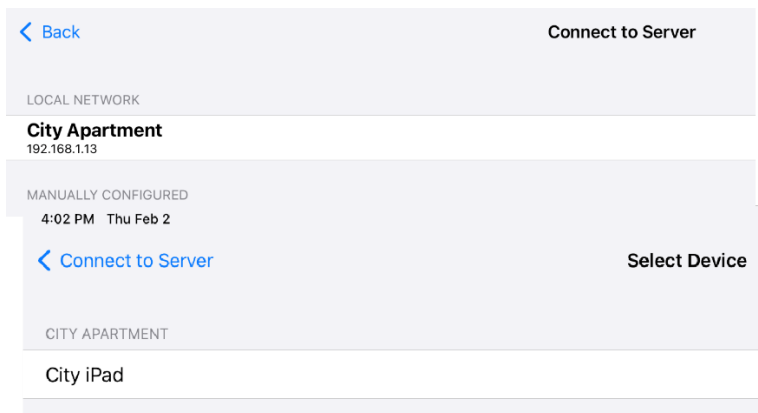 Back Connect to Server
LOCAL NETWORK
City Apartment
192.168.1.13
MANUALLY CONFIGURED
4:02 PM Thu Feb 2
Connect to Server Select Device
CITY APARTMENT
City iPad